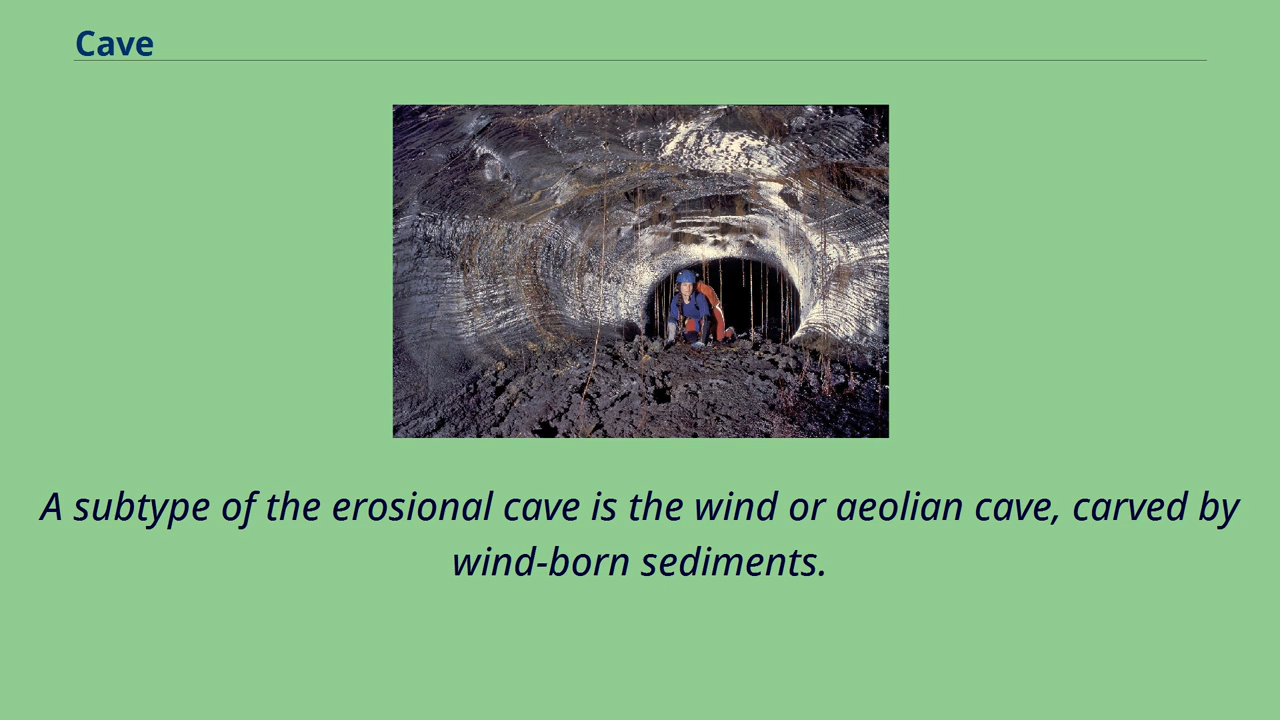 Cave
A subtype of the erosional cave is the wind or aeolian cave, carved by
wind-born sediments.